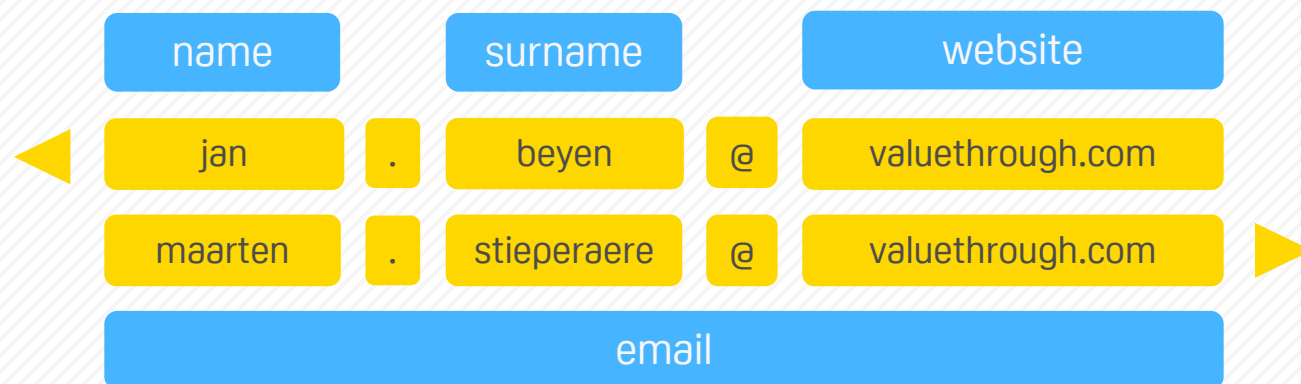 name surname website
jan . beyen @ valuethrough.com
maarten . stieperaere @ valuethrough.com
email